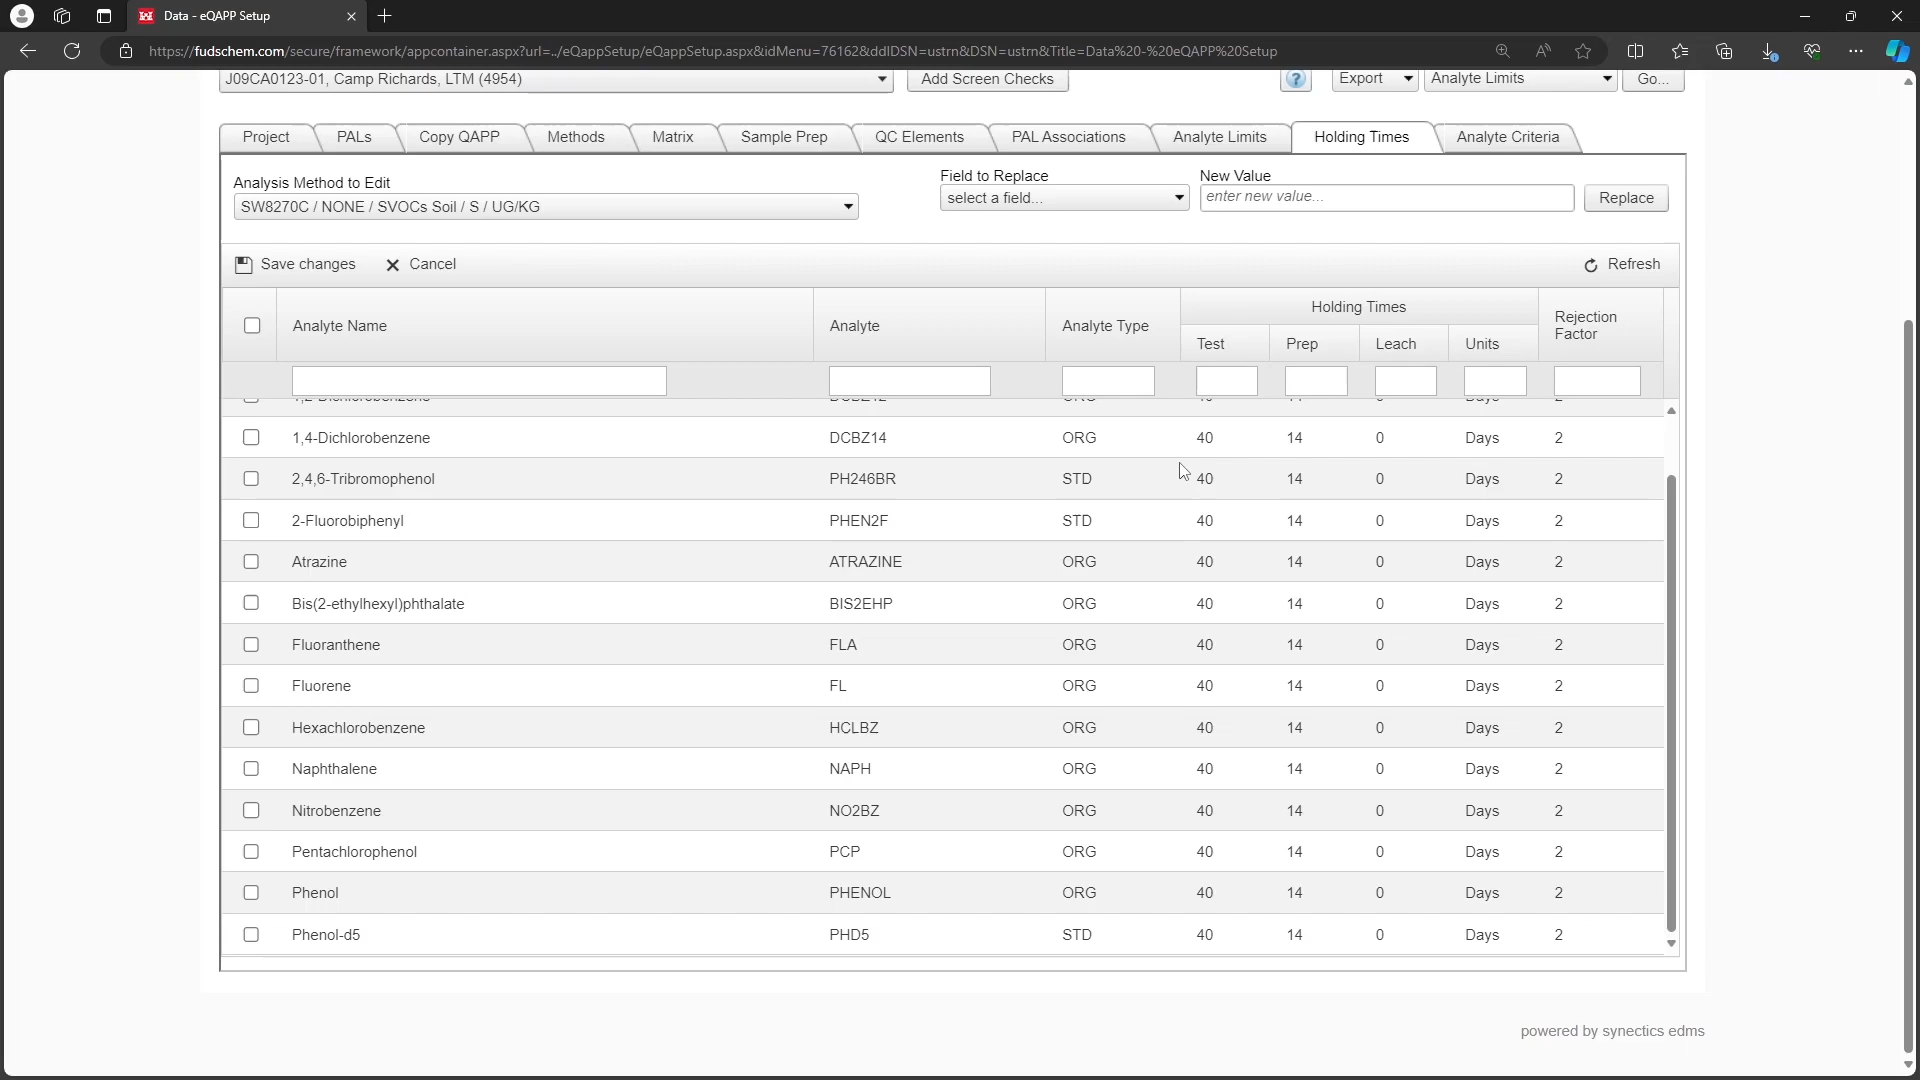 Data - eQAPP Setup
https://fudschem.com/secure/framework/appcontainer.aspx?url=../eQappSetup/eQappSetup.aspx&idMenu=76162&ddlDSN=ustrn&DSN=ustrn&Title=Data%20-%20eQAPP%20Setup
J09CA0123-01, Camp Richards, LTM (4954) Add Screen Checks ? Export Analyte Limits Go...
Project PALs Copy QAPP Methods Matrix Sample Prep QC Elements PAL Associations Analyte Limits Holding Times Analyte Criteria
Analysis Method to Edit Field to Replace New Value
SW8270C / NONE / SVOCs Soil / S / UG/KG select a field... enter new value... Replace
Save changes Cancel Refresh
Analyte Name Analyte Analyte Type Holding Times Rejection Factor
Test Prep Leach Units
1,4-Dichlorobenzene DCBZ14 ORG 40 14 0 Days 2
2,4,6-Tribromophenol PH246BR STD 40 14 0 Days 2
2-Fluorobiphenyl PHEN2F STD 40 14 0 Days 2
Atrazine ATRAZINE ORG 40 14 0 Days 2
Bis(2-ethylhexyl)phthalate BIS2EHP ORG 40 14 0 Days 2
Fluoranthene FLA ORG 40 14 0 Days 2
Fluorene FL ORG 40 14 0 Days 2
Hexachlorobenzene HCLBZ ORG 40 14 0 Days 2
Naphthalene NAPH ORG 40 14 0 Days 2
Nitrobenzene NO2BZ ORG 40 14 0 Days 2
Pentachlorophenol PCP ORG 40 14 0 Days 2
Phenol PHENOL ORG 40 14 0 Days 2
Phenol-d5 PHD5 STD 40 14 0 Days 2
powered by synectics edms